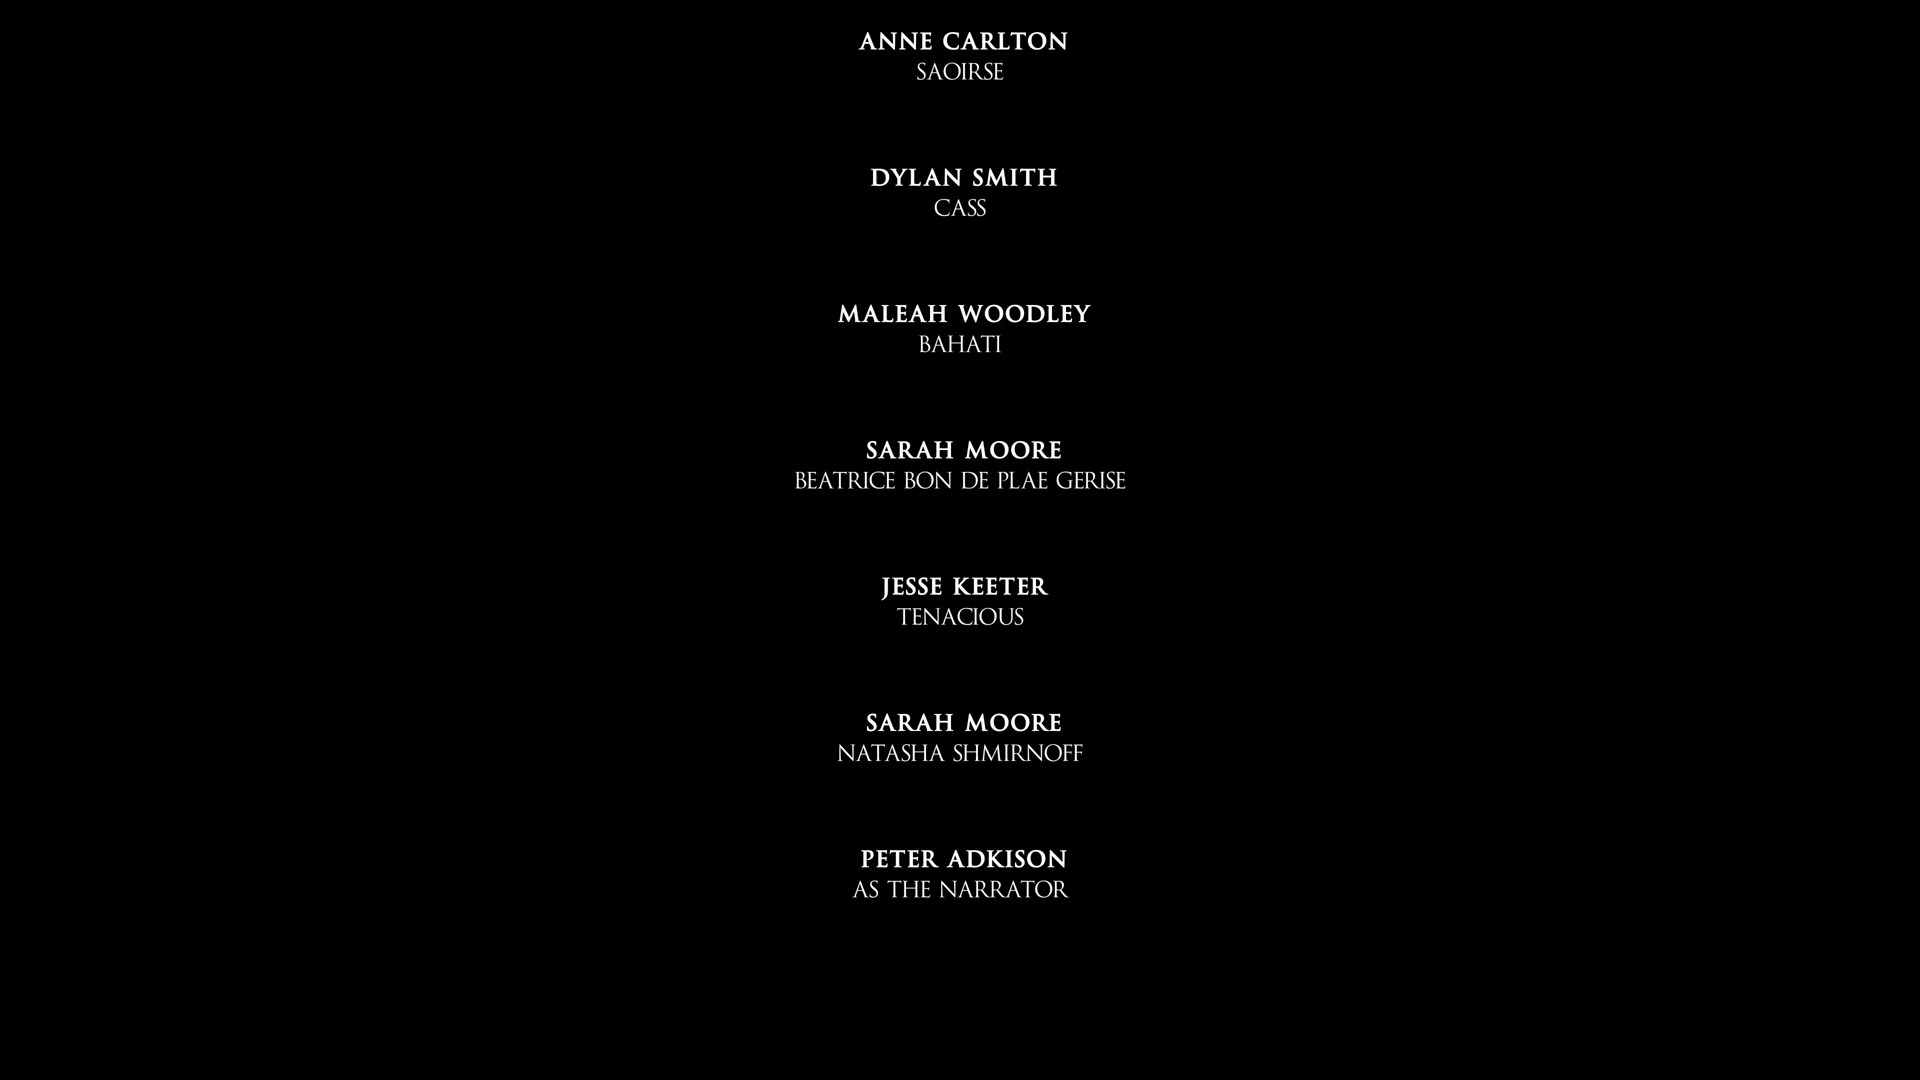 ANNE CARLTON
SAOIRSE
DYLAN SMITH
CASS
MALEAH WOODLEY
BAHATI
SARAH MOORE
BEATRICE BON DE PLAE GERISE
JESSE KEETER
TENACIOUS
SARAH MOORE
NATASHA SHMIRNOFF
PETER ADKISON
AS THE NARRATOR